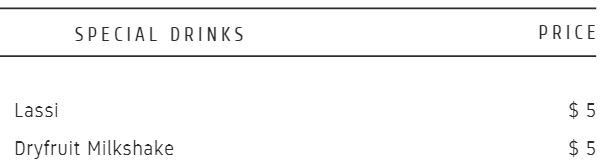 SPECIAL DRINKS PRICE
Lassi $ 5
Dryfruit Milkshake $ 5